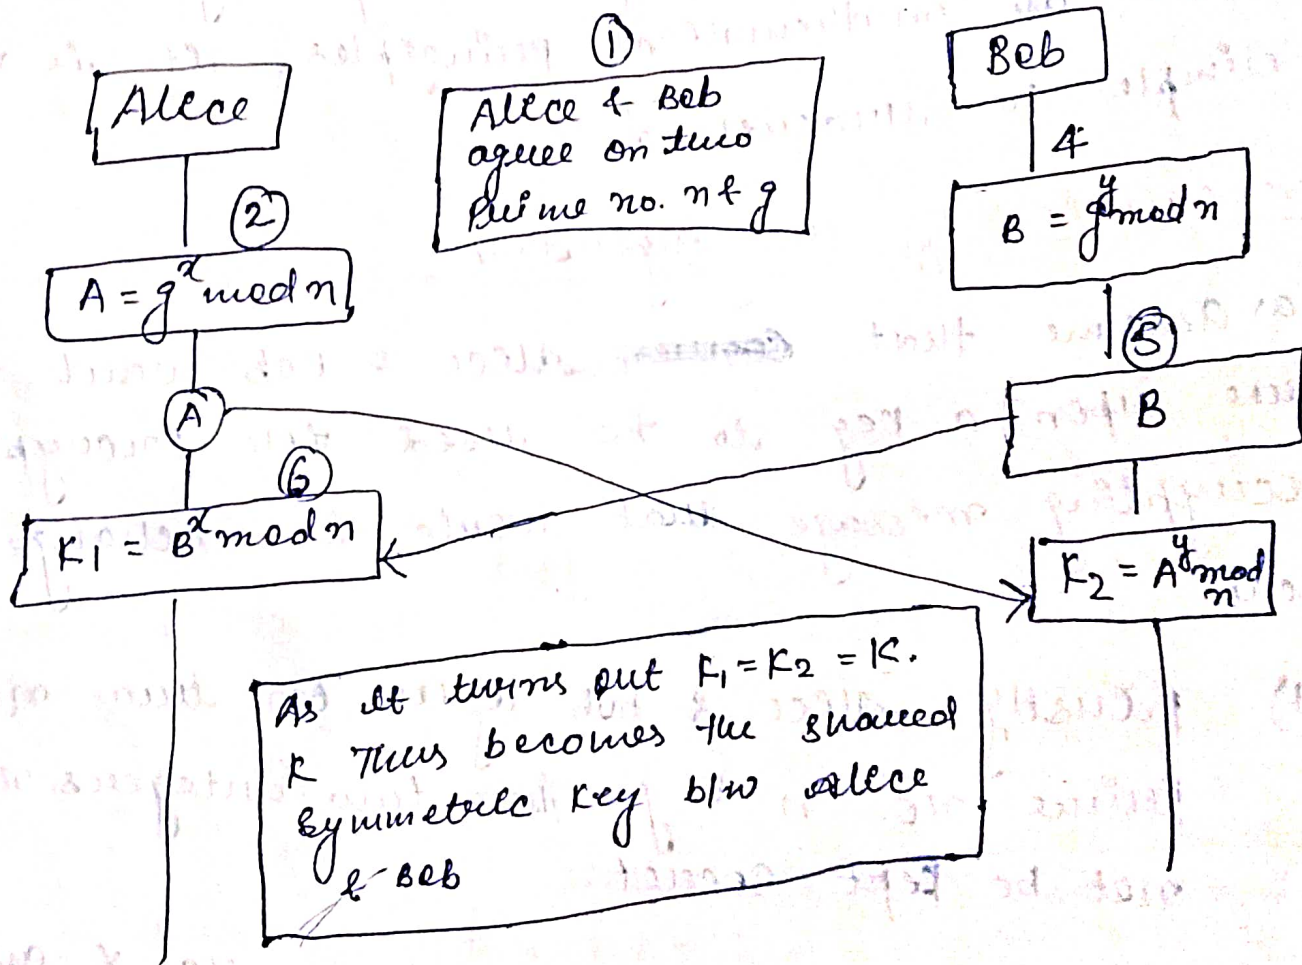 1
Alice & Bob
agree on two
Prime no. n & g
Alice
2
A = g^x mod n
A
6
K1 = B^x mod n
Bob
4
B = g^y mod n
5
B
K2 = A^y mod
n
As it turns out K1 = K2 = K.
K Thus becomes the shared
Symmetric Key b/w Alice
& Bob